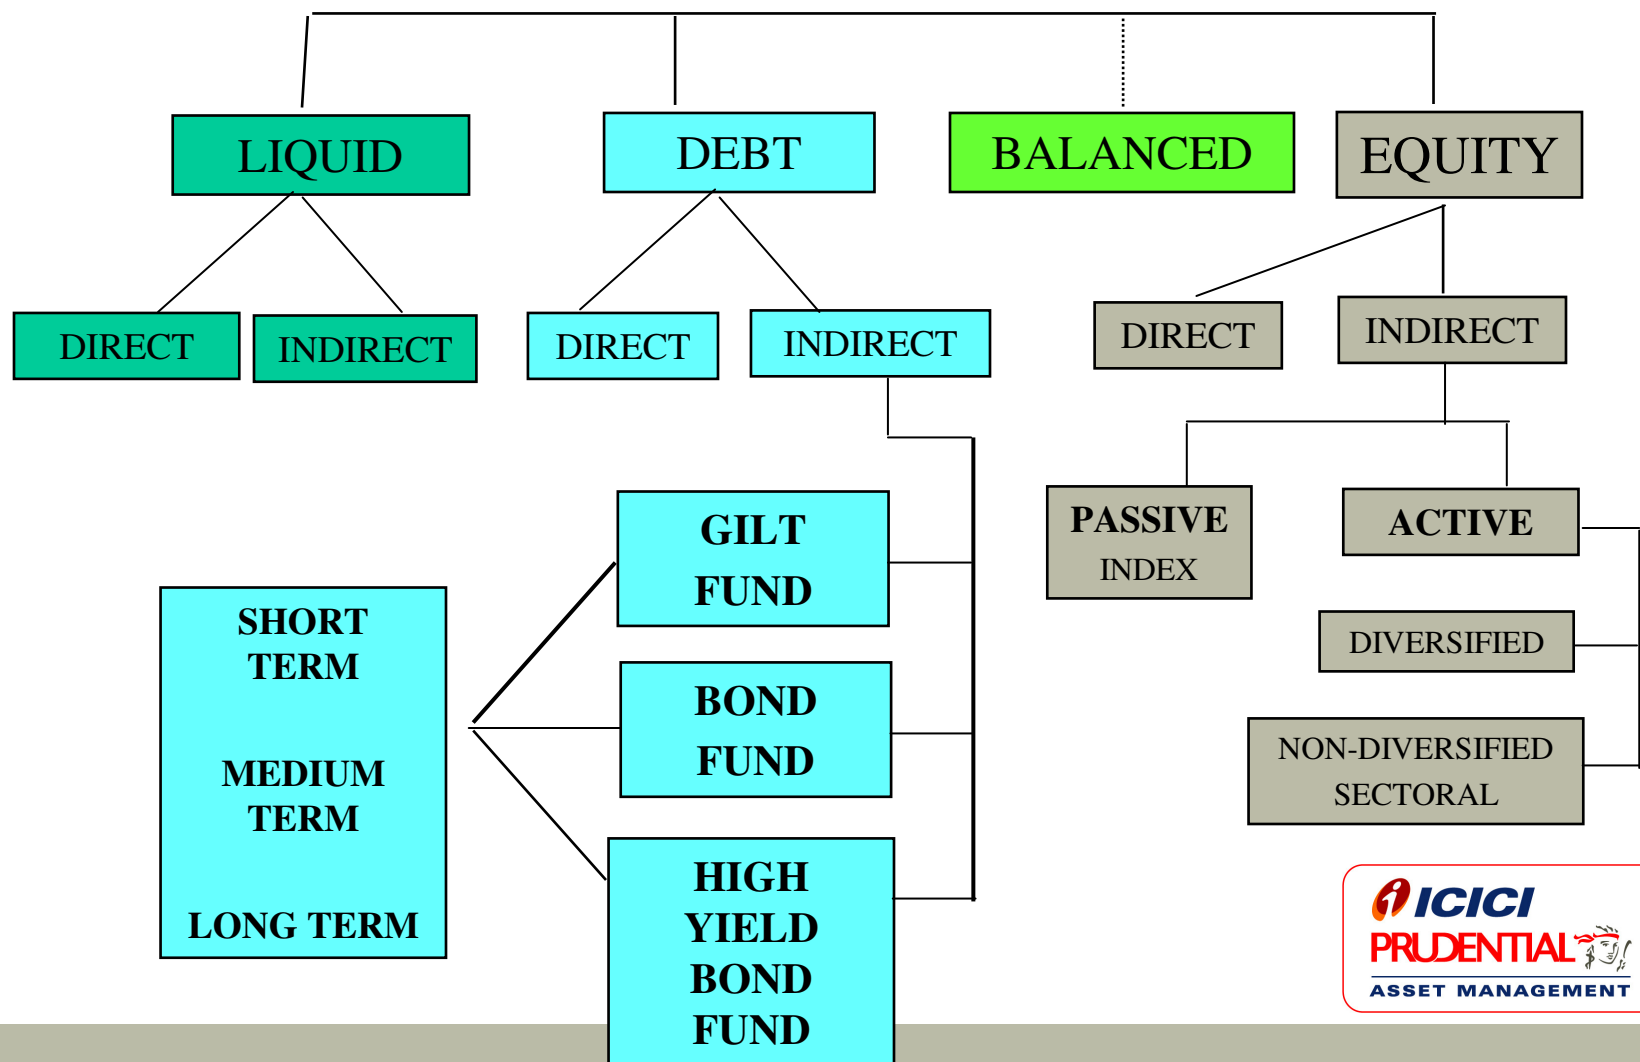 LIQUID
DEBT
BALANCED
EQUITY
DIRECT
INDIRECT
DIRECT
INDIRECT
DIRECT
INDIRECT
PASSIVE
INDEX
ACTIVE
GILT
FUND
SHORT
TERM
MEDIUM
TERM
LONG TERM
BOND
FUND
DIVERSIFIED
NON-DIVERSIFIED
SECTORAL
HIGH
YIELD
BOND
FUND
ICICI
PRUDENTIAL
ASSET MANAGEMENT